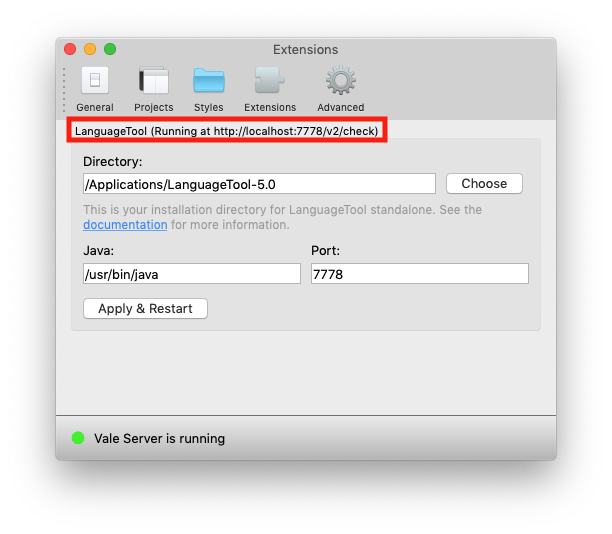 Extensions
General Projects Styles Extensions Advanced
LanguageTool (Running at http://localhost:7778/v2/check)
Directory:
/Applications/LanguageTool-5.0 Choose
This is your installation directory for LanguageTool standalone. See the
documentation for more information.
Java: Port:
/usr/bin/java 7778
Apply & Restart
Vale Server is running